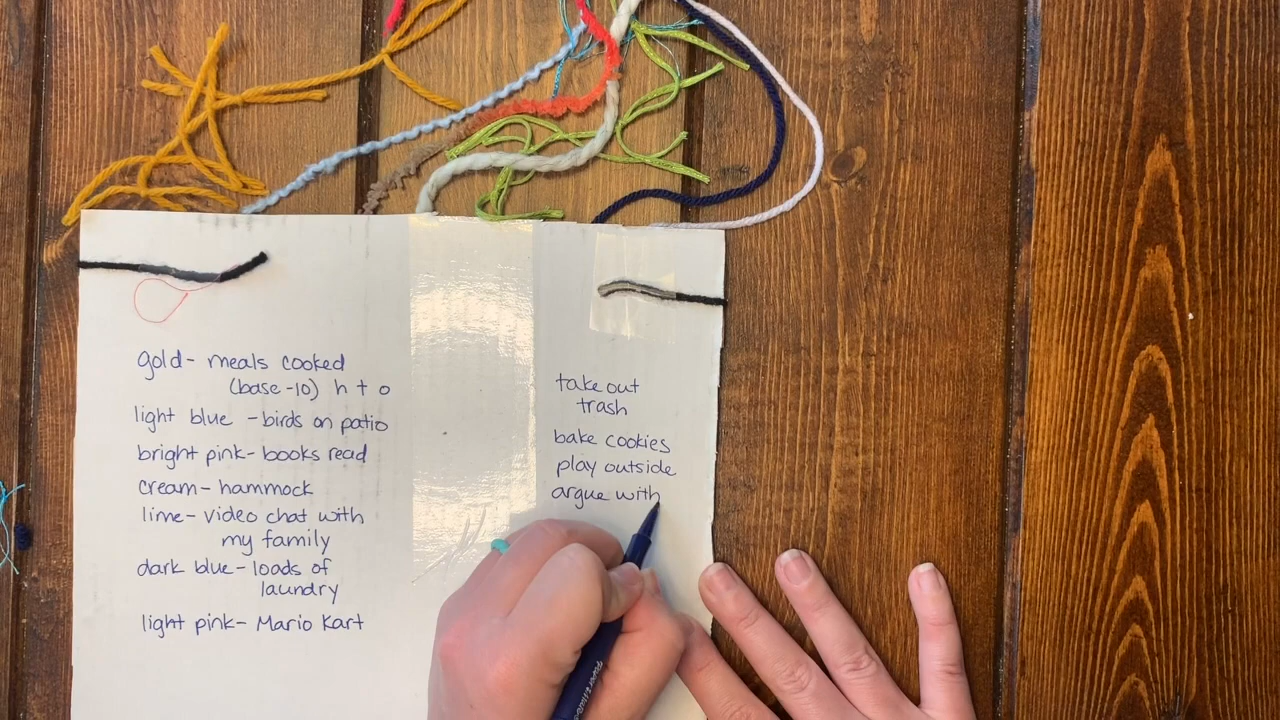 gold- meals cooked
(base-10) h t o
light blue -birds on patio
bright pink- books read
cream- hammock
lime- video chat with
my family
dark blue- loads of
laundry
light pink- Mario Kart
take out
trash
bake cookies
play outside
argue with